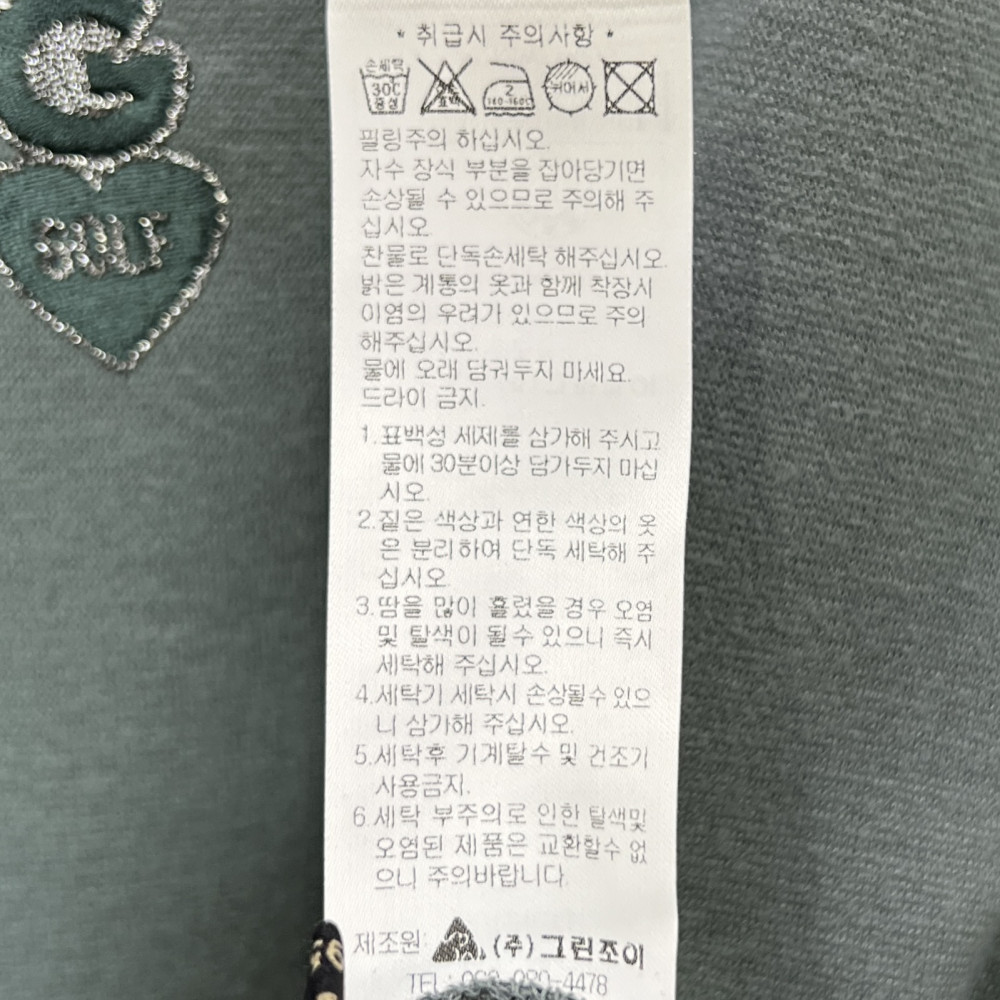 G
GOLF
* 취급시 주의사항 *
손세탁
30℃
중성
표백
2
140-160℃
뉘어서
필링주의 하십시오.
자수 장식 부분을 잡아당기면
손상될 수 있으므로 주의해 주
십시오
찬물로 단독손세탁 해주십시오.
밝은 계통의 옷과 함께 착장시
이염의 우려가 있으므로 주의
해주십시오.
물에 오래 담궈두지 마세요.
드라이 금지.
1.표백성 세제를 삼가해 주시고
물에 30분이상 담가두지 마십
시오.
2.짙은 색상과 연한 색상의 옷
은 분리하여 단독 세탁해 주
십시오.
3.땀을 많이 흘렸을 경우 오염
및 탈색이 될수 있으니 즉시
세탁해 주십시오.
4.세탁기 세탁시 손상될수 있으
니 삼가해 주십시오.
5.세탁후 기계탈수 및 건조기
사용금지.
6.세탁 부주의로 인한 탈색및
오염된 제품은 교환할수 없
으니 주의바랍니다.
제조원: (주)그린조이
TEL : 4478